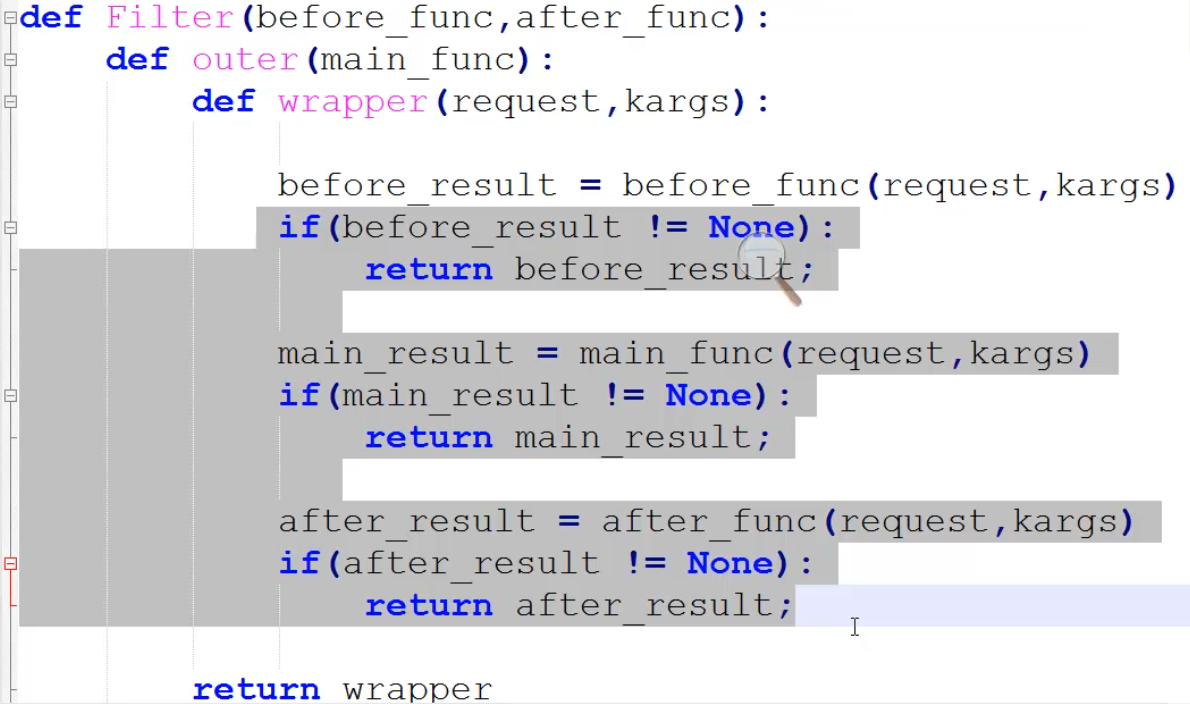 def Filter(before_func,after_func):
def outer(main_func):
def wrapper(request,kargs):
before_result = before_func(request,kargs)
if(before_result != None):
return before_result;
main_result = main_func(request,kargs)
if(main_result != None):
return main_result;
after_result = after_func(request,kargs)
if(after_result != None):
return after_result;
return wrapper